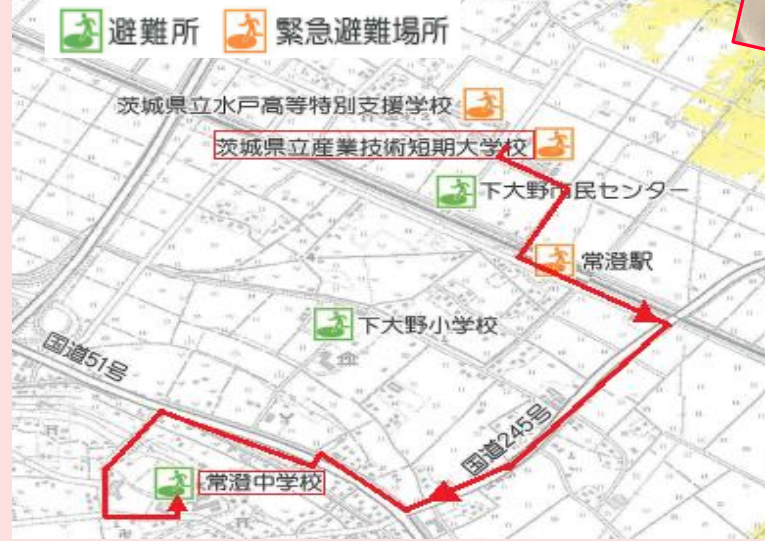 避難所 緊急避難場所
茨城県立水戸高等特別支援学校
茨城県立産業技術短期大学校
下大野市民センター
常澄駅
下大野小学校
国道51号
国道245号
常澄中学校